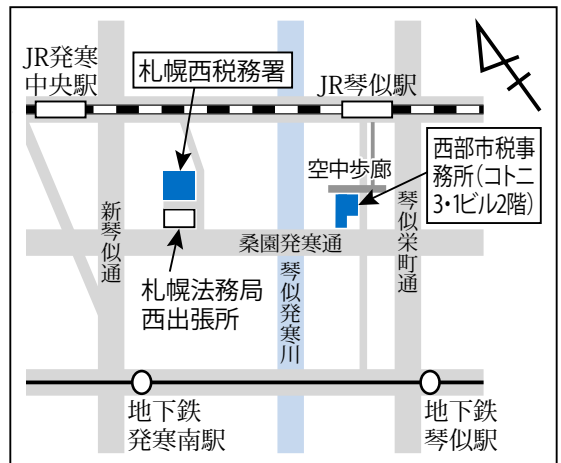 JR発寒
中央駅
札幌西税務署
JR琴似駅
西部市税事
務所(コトニ
3・1ビル2階)
空中歩廊
新琴似通
琴似栄町通
桑園発寒通
札幌法務局
西出張所
琴似発寒川
地下鉄
発寒南駅
地下鉄
琴似駅